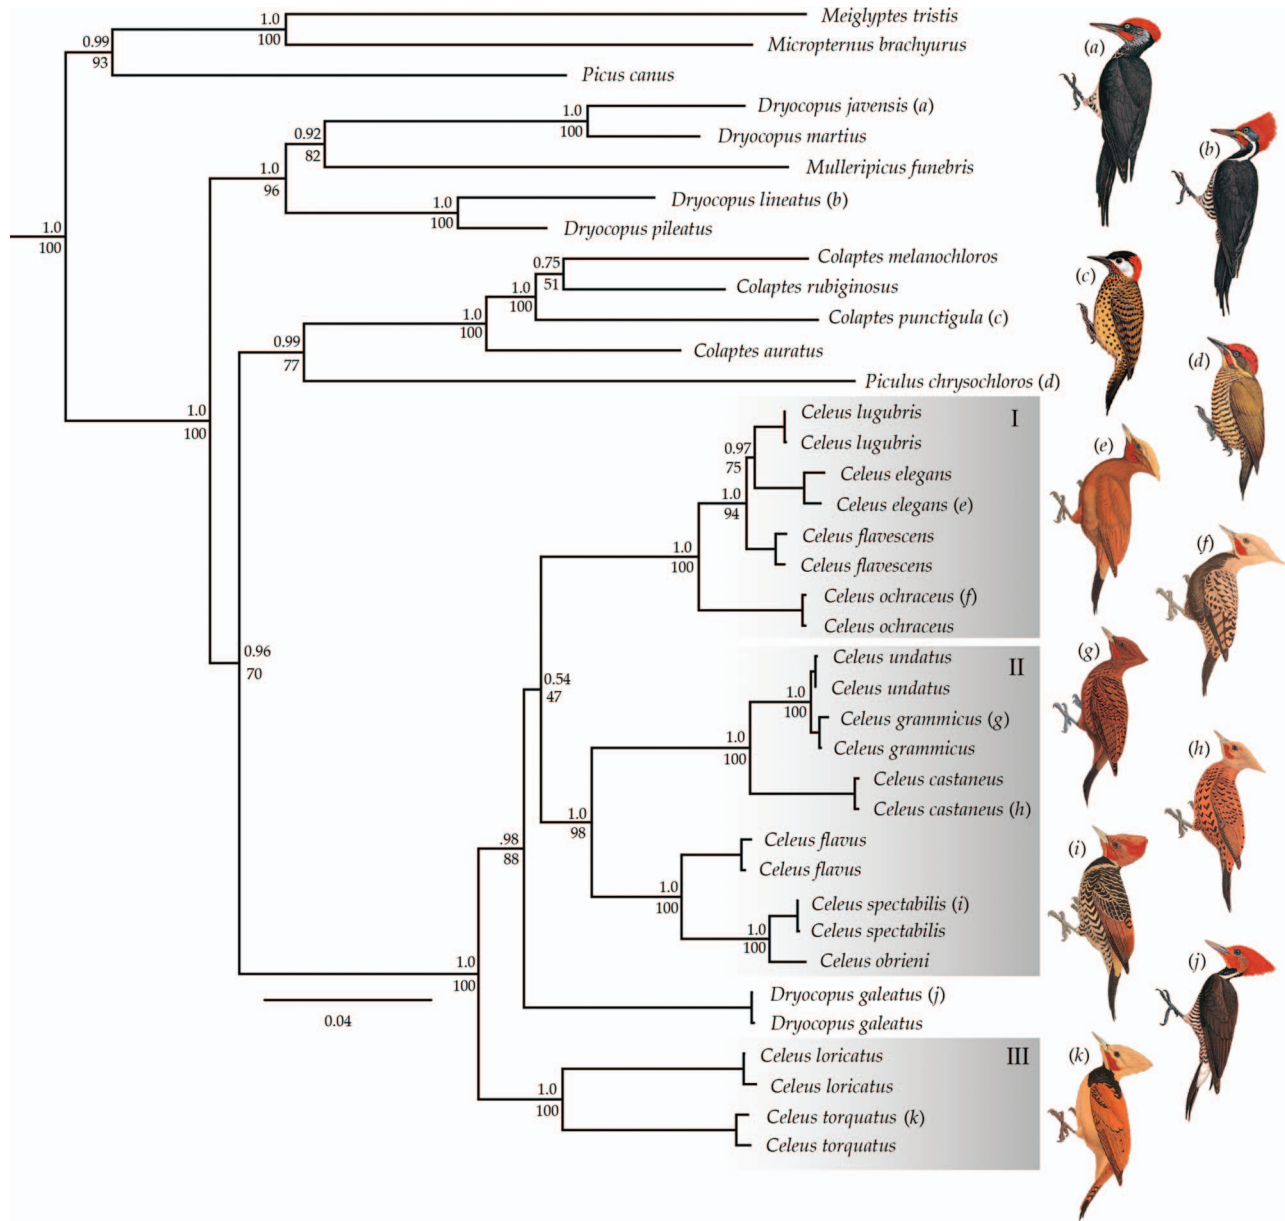 1.0
100
0.99
93
1.0
100
Meiglyptes tristis
Micropternus brachyurus
Picus canus
1.0
100
1.0
96
0.92
82
1.0
100
Dryocopus javensis (a)
Dryocopus martius
Mulleripicus funebris
1.0
100
Dryocopus lineatus (b)
Dryocopus pileatus
0.96
70
0.99
77
1.0
100
1.0
100
0.75
51
Colaptes melanochloros
Colaptes rubiginosus
Colaptes punctigula (c)
Colaptes auratus
Piculus chrysochloros (d)
1.0
100
.98
88
0.54
47
I
1.0
100
1.0
94
0.97
75
Celeus lugubris
Celeus lugubris
Celeus elegans
Celeus elegans (e)
Celeus flavescens
Celeus flavescens
Celeus ochraceus (f)
Celeus ochraceus
II
1.0
98
1.0
100
1.0
100
Celeus undatus
Celeus undatus
Celeus grammicus (g)
Celeus grammicus
Celeus castaneus
Celeus castaneus (h)
1.0
100
Celeus flavus
Celeus flavus
1.0
100
Celeus spectabilis (i)
Celeus spectabilis
Celeus obrieni
Dryocopus galeatus (j)
Dryocopus galeatus
III
1.0
100
Celeus loricatus
Celeus loricatus
Celeus torquatus (k)
Celeus torquatus
0.04
(a)
(b)
(c)
(d)
(e)
(f)
(g)
(h)
(i)
(j)
(k)